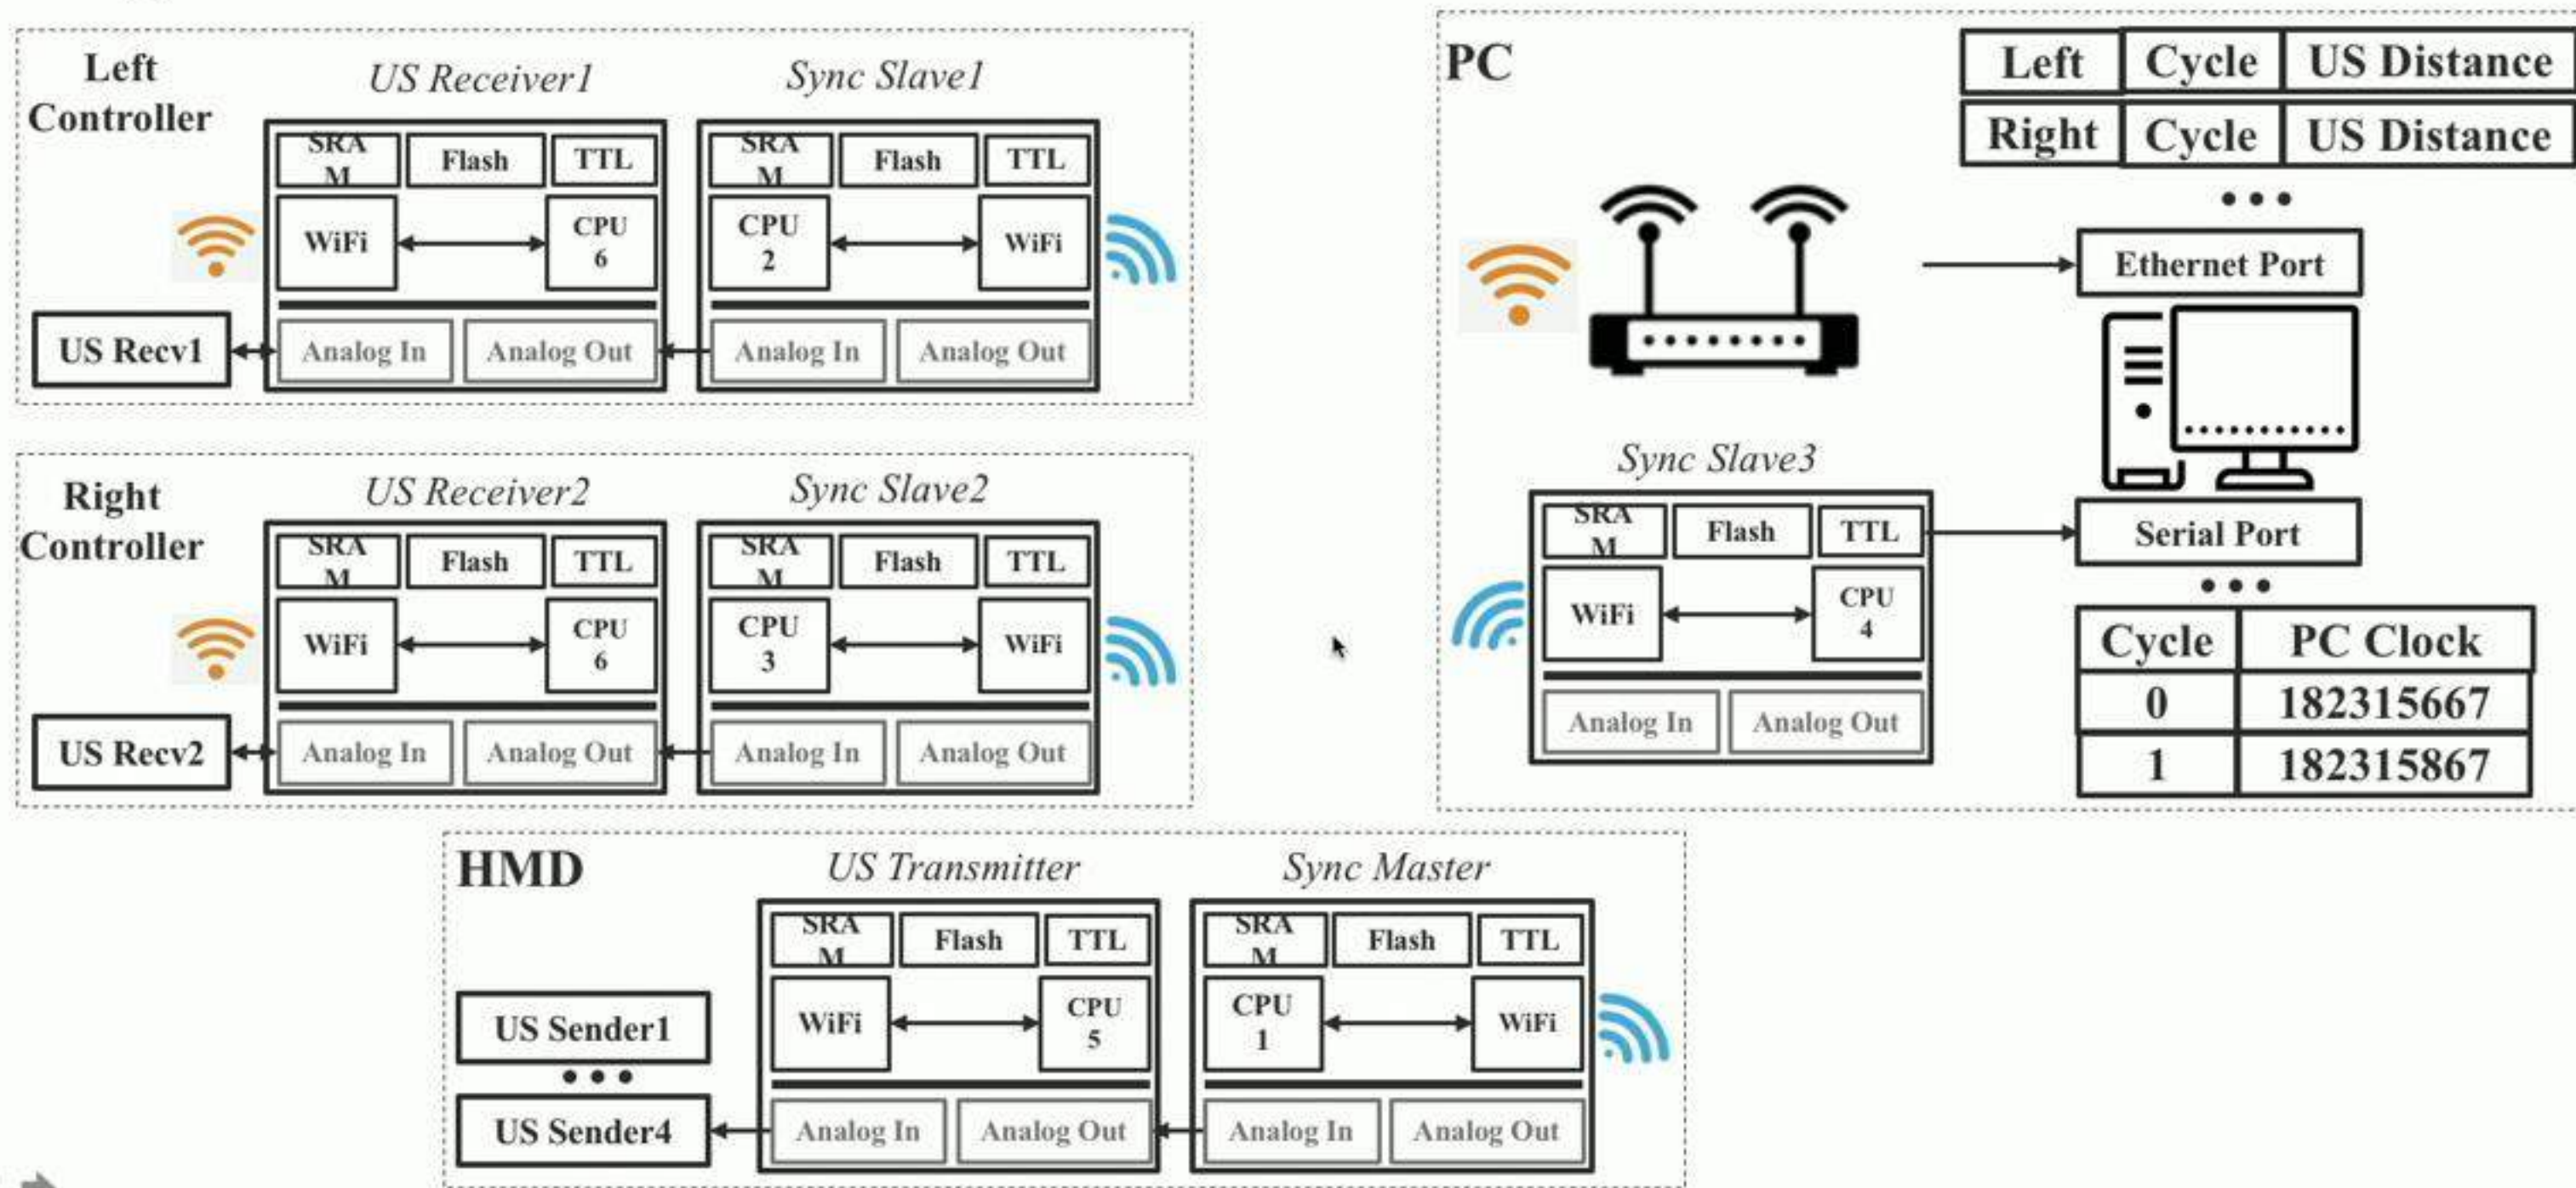 Left
Controller
US Receiver1
Sync Slave1
SRA
M
Flash
TTL
WiFi
CPU
6
Analog In
Analog Out
US Recv1
SRA
M
Flash
TTL
CPU
2
WiFi
Analog In
Analog Out
Right
Controller
US Receiver2
Sync Slave2
SRA
M
Flash
TTL
WiFi
CPU
6
Analog In
Analog Out
US Recv2
SRA
M
Flash
TTL
CPU
3
WiFi
Analog In
Analog Out
PC
Left Cycle US Distance
Right Cycle US Distance
Ethernet Port
Sync Slave3
SRA
M
Flash
TTL
WiFi
CPU
4
Analog In
Analog Out
Serial Port
Cycle PC Clock
0 182315667
1 182315867
HMD
US Transmitter
Sync Master
US Sender1
US Sender4
SRA
M
Flash
TTL
WiFi
CPU
5
Analog In
Analog Out
SRA
M
Flash
TTL
CPU
1
WiFi
Analog In
Analog Out